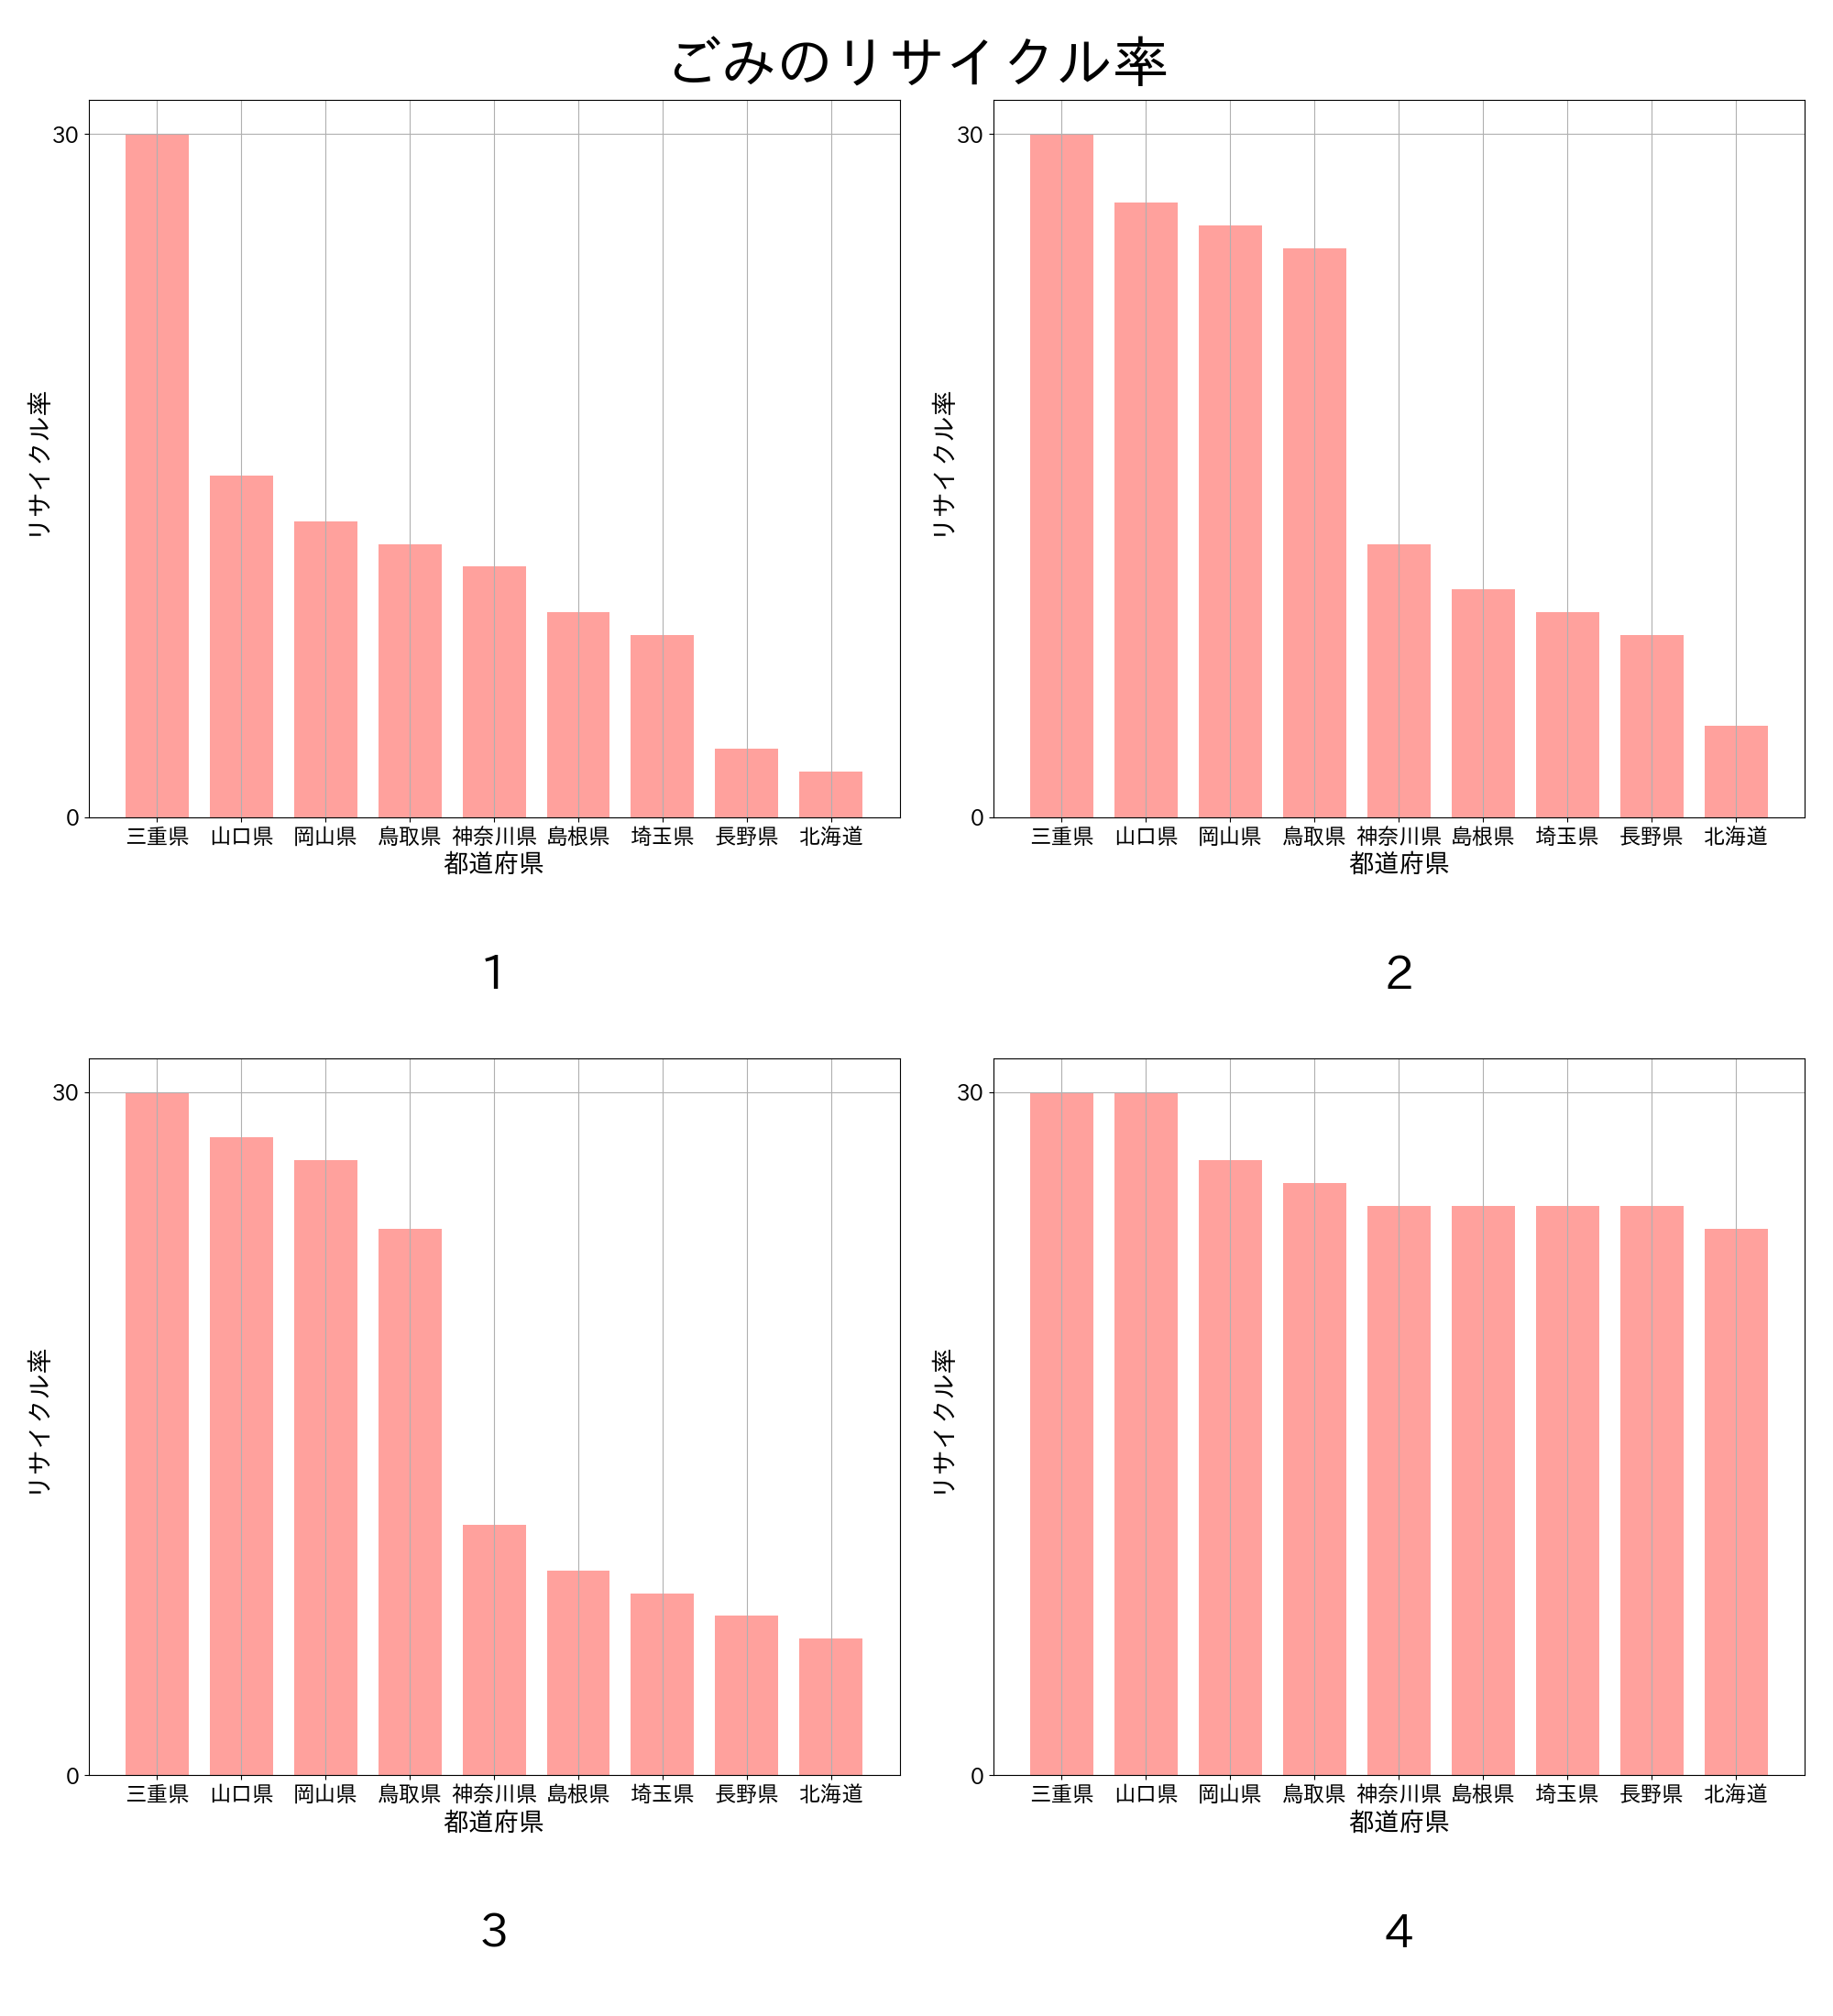 ごみのリサイクル率
30
リサイクル率
0
三重県 山口県 岡山県 鳥取県 神奈川県 島根県 埼玉県 長野県 北海道
都道府県
1
30
リサイクル率
0
三重県 山口県 岡山県 鳥取県 神奈川県 島根県 埼玉県 長野県 北海道
都道府県
2
30
リサイクル率
0
三重県 山口県 岡山県 鳥取県 神奈川県 島根県 埼玉県 長野県 北海道
都道府県
3
30
リサイクル率
0
三重県 山口県 岡山県 鳥取県 神奈川県 島根県 埼玉県 長野県 北海道
都道府県
4